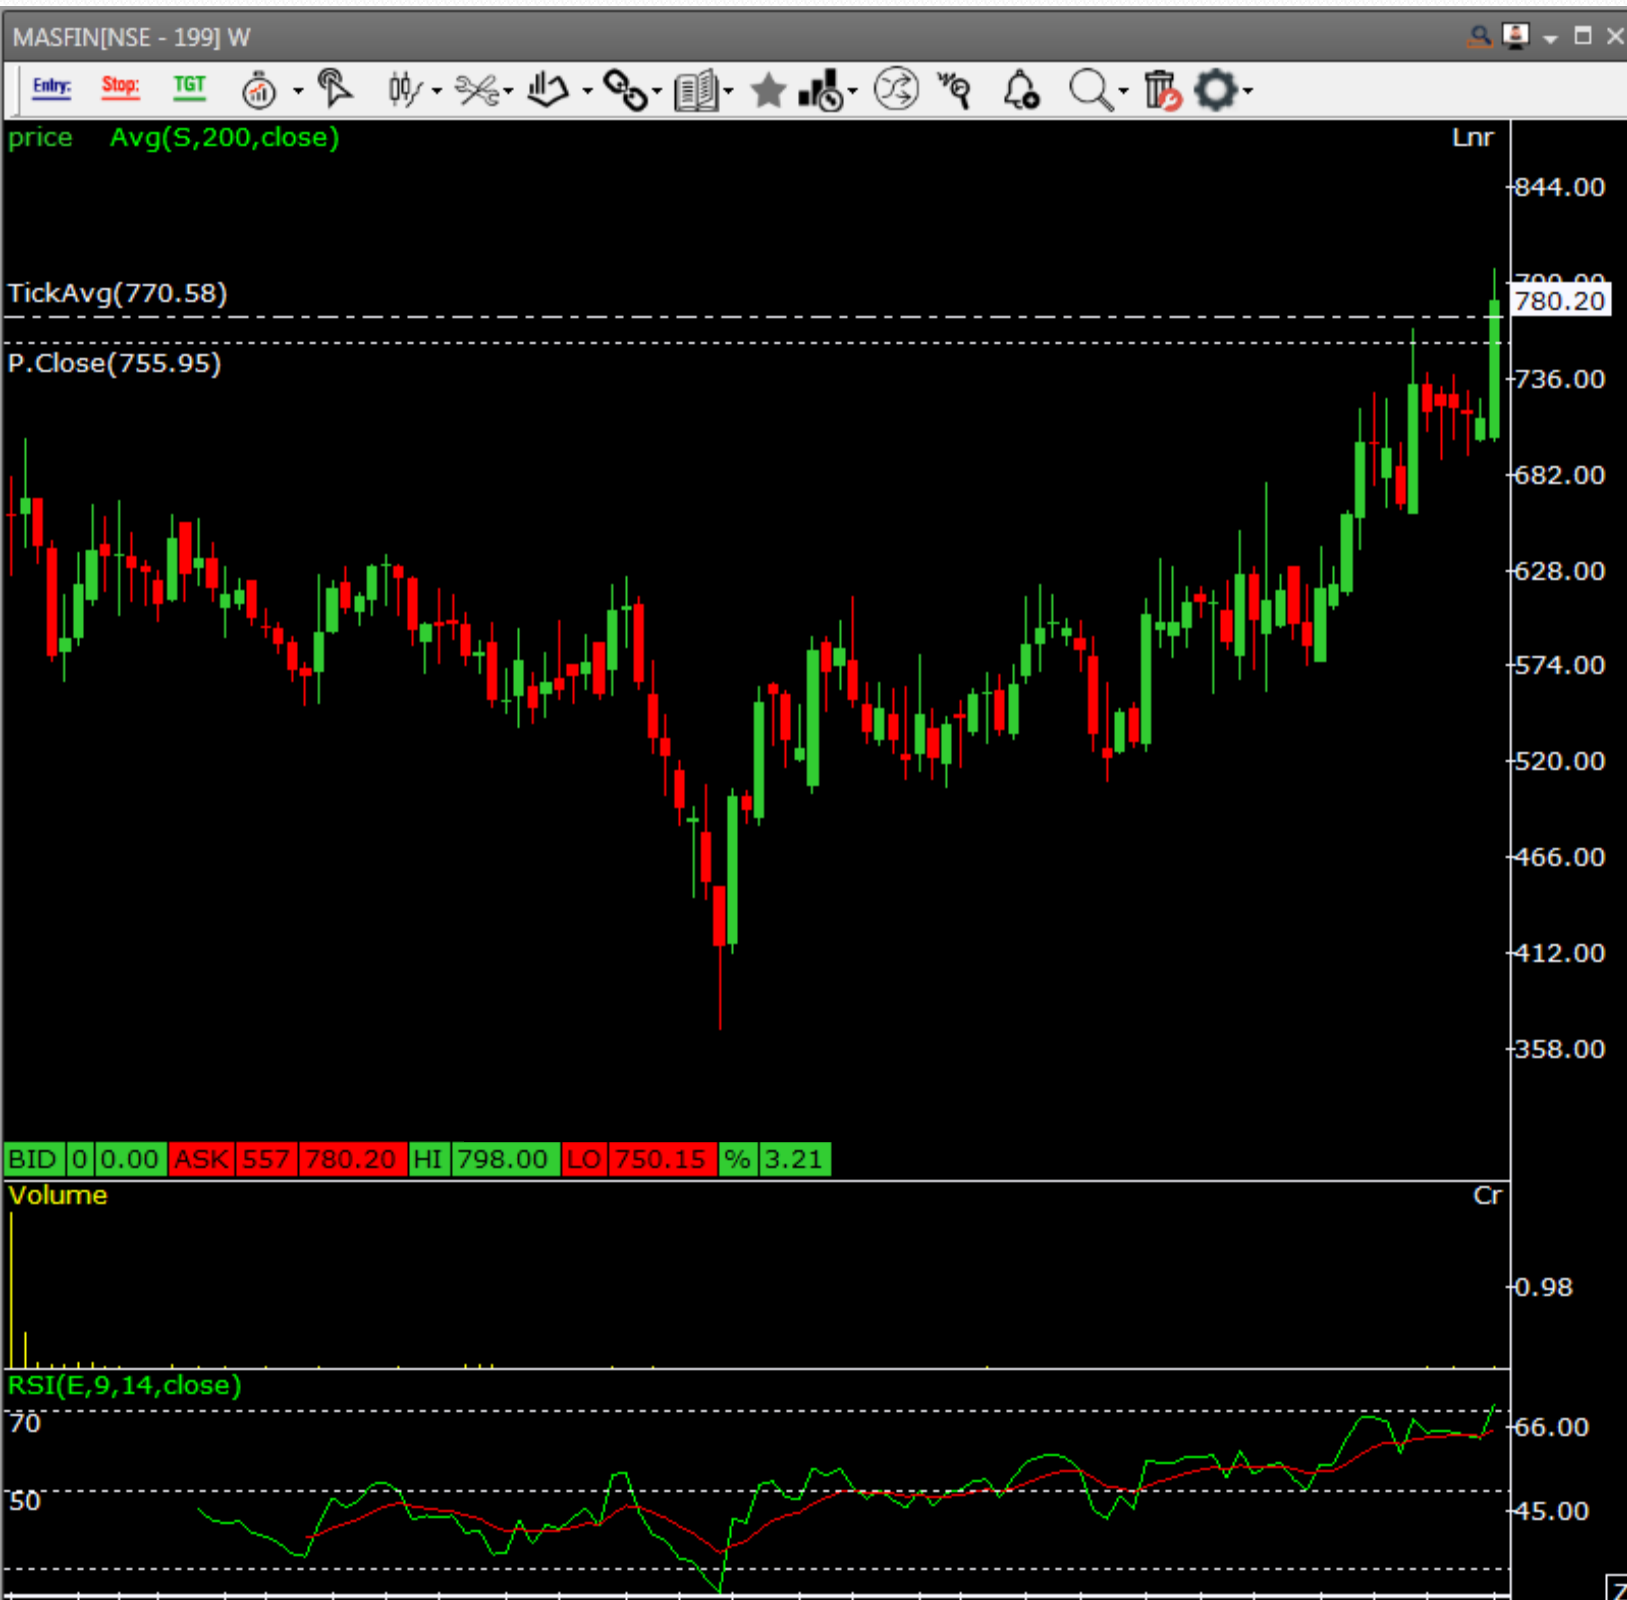 MASFIN[NSE - 199] W
Entry: Stop: TGT
price Avg(S,200,close) Lnr
844.00
TickAvg(770.58)
780.20
P.Close(755.95)
736.00
682.00
628.00
574.00
520.00
466.00
412.00
358.00
BID 0 0.00 ASK 557 780.20 HI 798.00 LO 750.15 % 3.21
Volume Cr
0.98
RSI(E,9,14,close)
70
66.00
50
45.00
Z